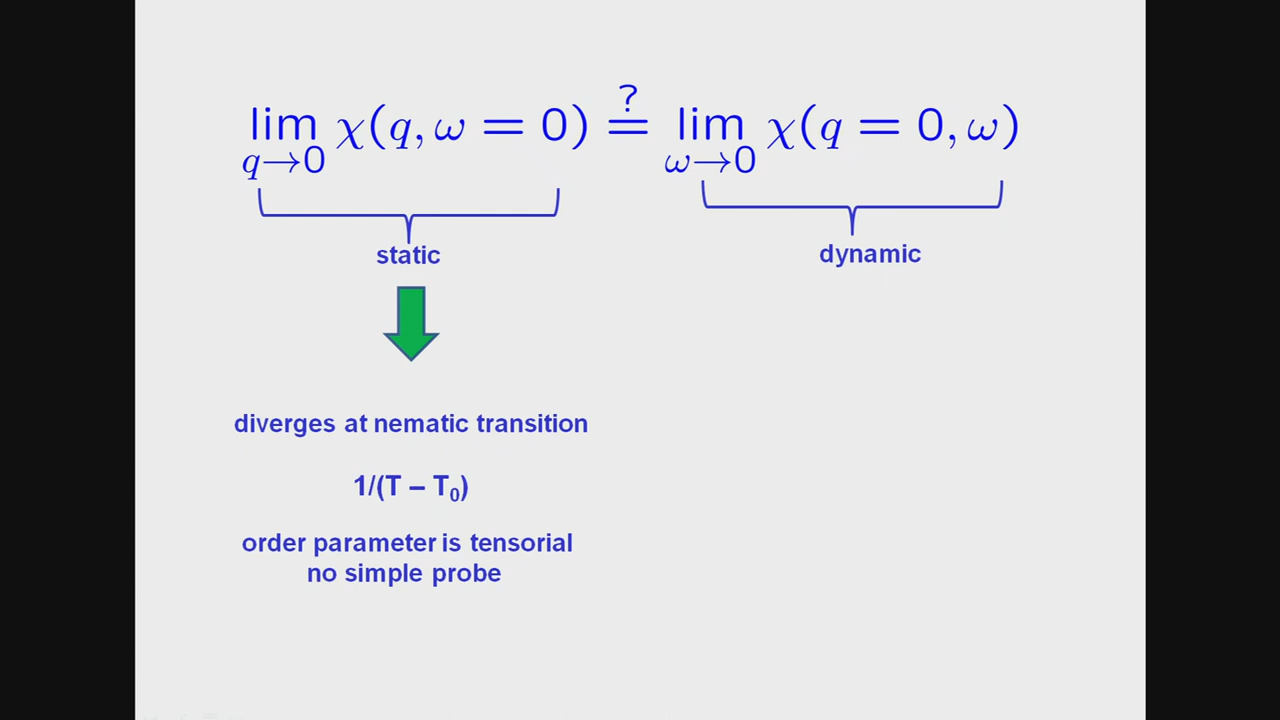 lim q→0 χ(q, ω = 0) ?= lim ω→0 χ(q = 0, ω)
static
dynamic
diverges at nematic transition
1/(T – T₀)
order parameter is tensorial
no simple probe